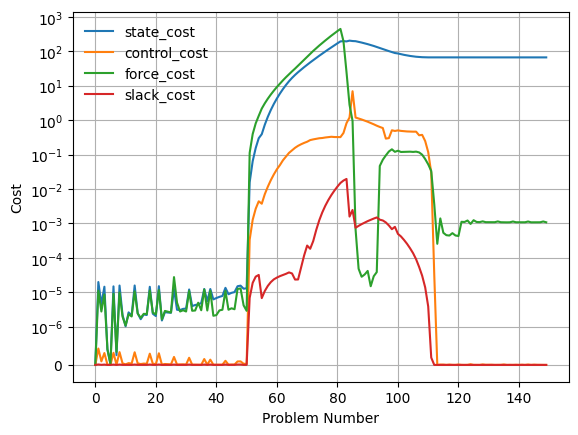 state_cost
control_cost
force_cost
slack_cost
10³
10²
10¹
10⁰
10⁻¹
10⁻²
10⁻³
10⁻⁴
10⁻⁵
10⁻⁶
0
Cost
0 20 40 60 80 100 120 140
Problem Number